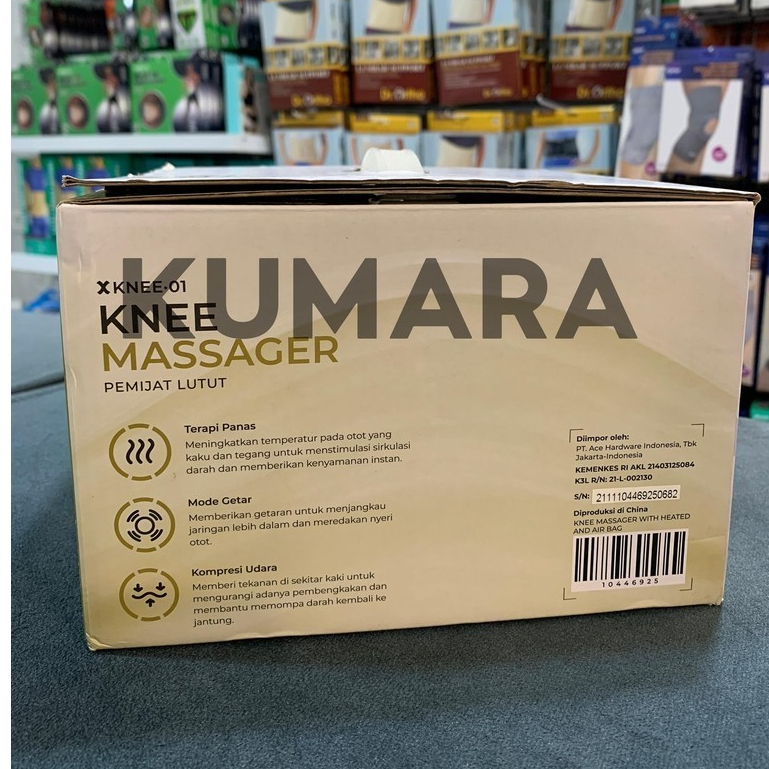 KUMARA
XKNEE-01
KNEE
MASSAGER
PEMIJAT LUTUT
Terapi Panas
Meningkatkan temperatur pada otot yang
kaku dan tegang untuk menstimulasi sirkulasi
darah dan memberikan kenyamanan instan.
Mode Getar
Memberikan getaran untuk menjangkau
jaringan lebih dalam dan meredakan nyeri
otot.
Kompresi Udara
Memberi tekanan di sekitar kaki untuk
mengurangi adanya pembengkakan dan
membantu memompa darah kembali ke
jantung.
Diimpor oleh:
PT. Ace Hardware Indonesia, Tbk
Jakarta-Indonesia
KEMENKES RI AKL 21403125084
K3L R/N: 21-L-002130
S/N: 2111104469250682
Diproduksi di China
KNEE MASSAGER WITH HEATED
AND AIR BAG
10446925
Dr. Ortho